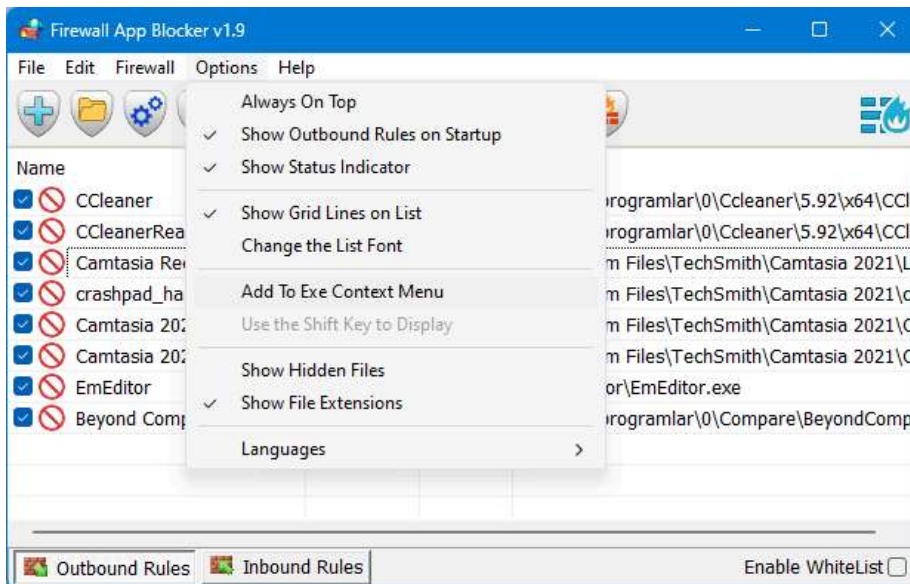 Firewall App Blocker v1.9
File Edit Firewall Options Help
Always On Top
✓ Show Outbound Rules on Startup
✓ Show Status Indicator
✓ Show Grid Lines on List
Change the List Font
Add To Exe Context Menu
Use the Shift Key to Display
Show Hidden Files
✓ Show File Extensions
Languages >
Name
CCleaner rogramlar\0\Ccleaner\5.92\x64\CCl
CCleanerRea rogramlar\0\Ccleaner\5.92\x64\CCl
Camtasia Re m Files\TechSmith\Camtasia 2021\L
crashpad_ha m Files\TechSmith\Camtasia 2021\c
Camtasia 202 m Files\TechSmith\Camtasia 2021\C
Camtasia 202 m Files\TechSmith\Camtasia 2021\C
EmEditor or\EmEditor.exe
Beyond Comp rogramlar\0\Compare\BeyondComp
Outbound Rules Inbound Rules Enable WhiteList